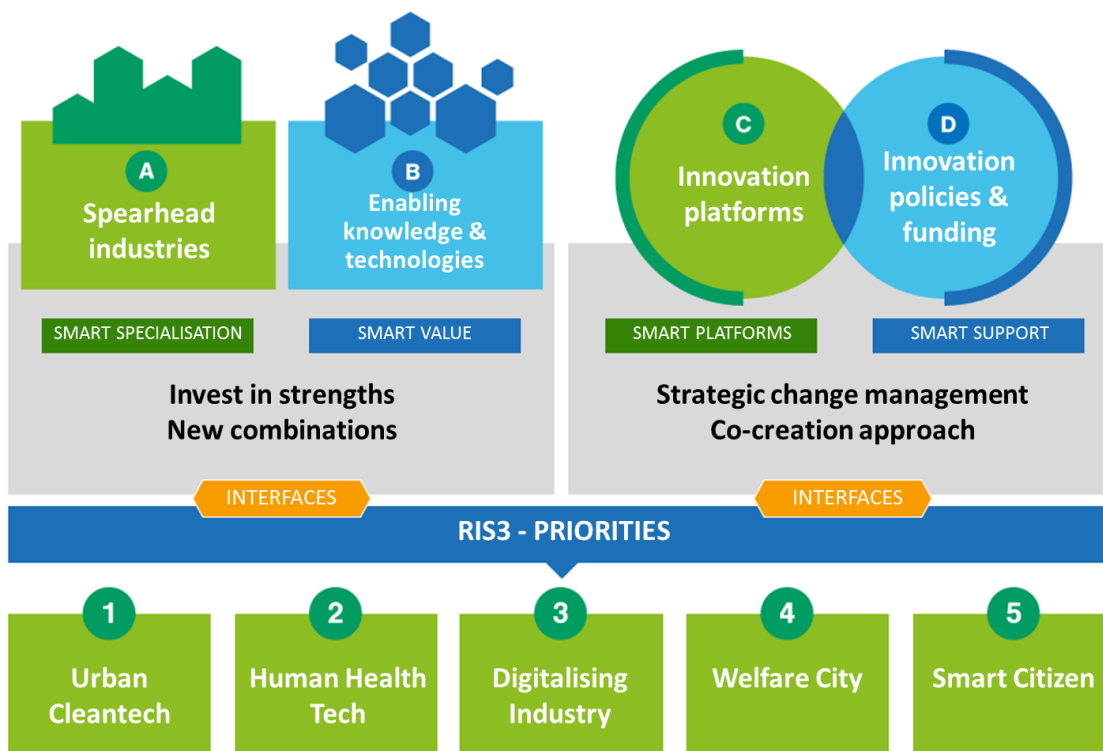 A
Spearhead
industries
B
Enabling
knowledge &
technologies
C
Innovation
platforms
D
Innovation
policies &
funding
SMART SPECIALISATION
SMART VALUE
SMART PLATFORMS
SMART SUPPORT
Invest in strengths
New combinations
Strategic change management
Co-creation approach
INTERFACES
INTERFACES
RIS3 - PRIORITIES
1
Urban
Cleantech
2
Human Health
Tech
3
Digitalising
Industry
4
Welfare City
5
Smart Citizen